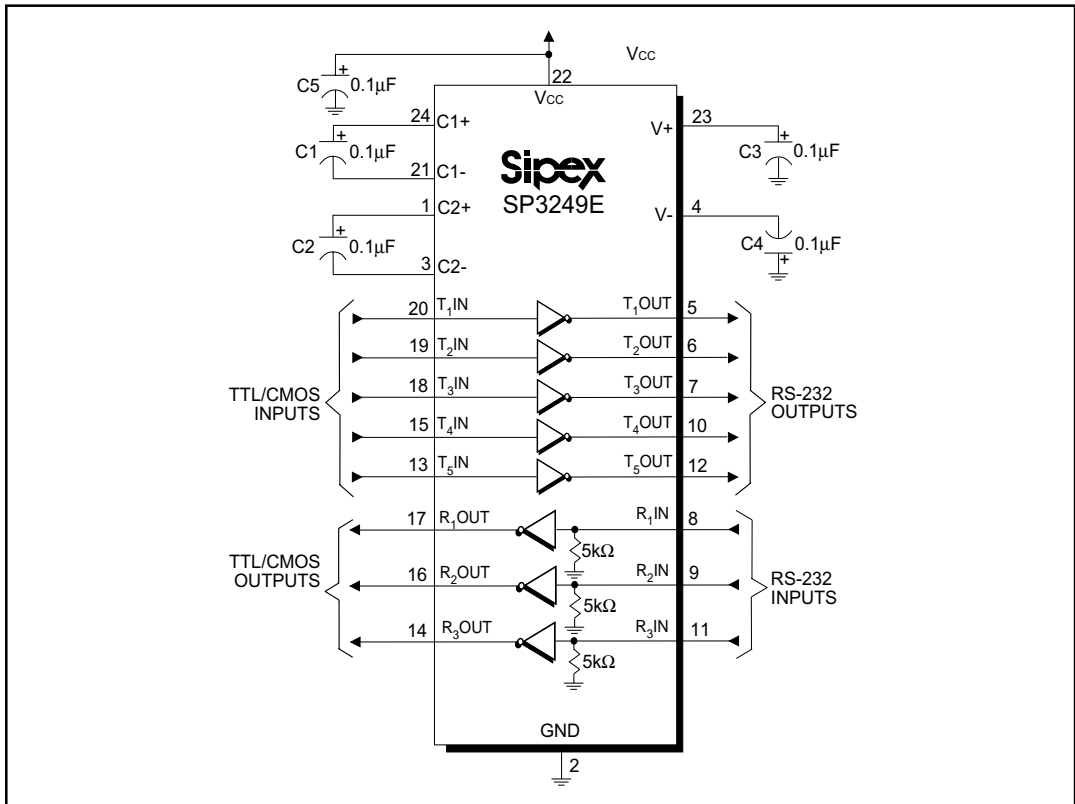 VCC
22
VCC
C5 + 0.1µF
24 C1+
C1 + 0.1µF
21 C1-
1 C2+
C2 + 0.1µF
3 C2-
Sipex
SP3249E
V+ 23
C3 + 0.1µF
V- 4
C4 0.1µF +
TTL/CMOS
INPUTS
20 T1IN T1OUT 5
19 T2IN T2OUT 6
18 T3IN T3OUT 7
15 T4IN T4OUT 10
13 T5IN T5OUT 12
RS-232
OUTPUTS
TTL/CMOS
OUTPUTS
17 R1OUT R1IN 8
5kΩ
16 R2OUT R2IN 9
5kΩ
14 R3OUT R3IN 11
5kΩ
RS-232
INPUTS
GND
2